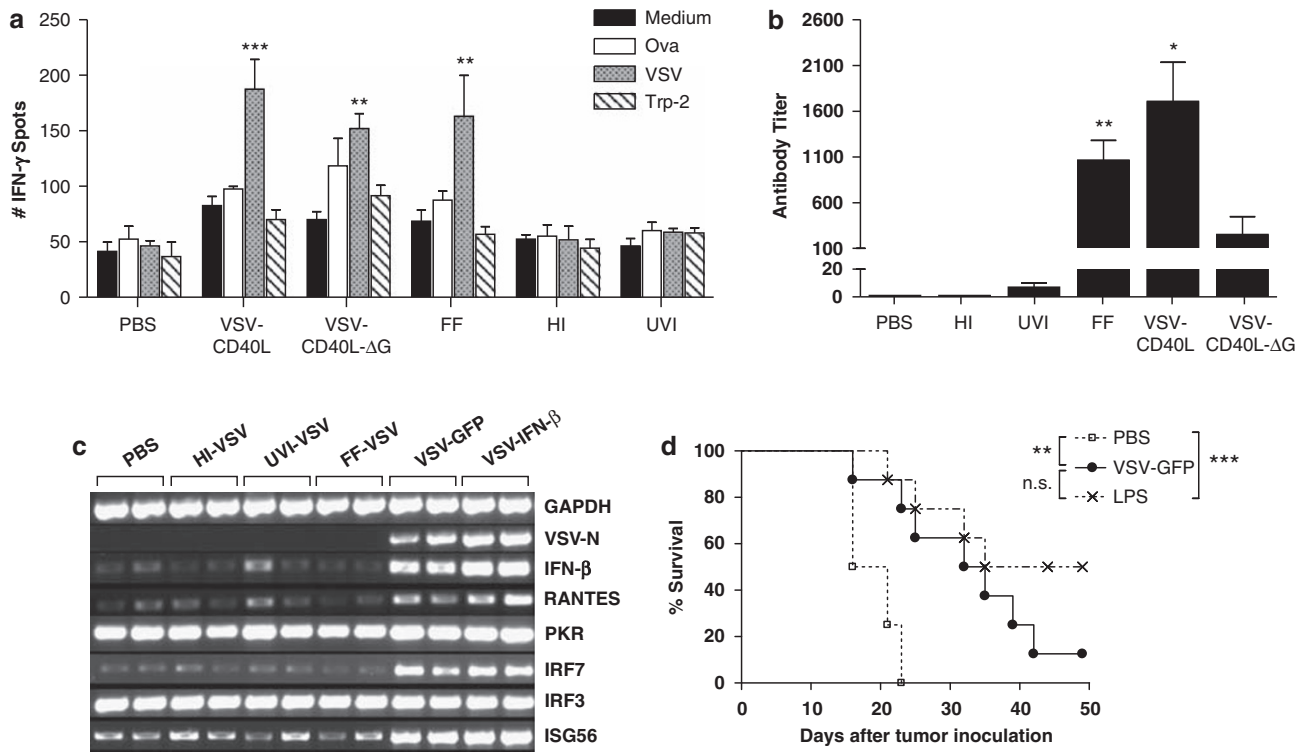 a
250
200
150
100
50
0
# IFN-γ Spots
***
**
**
Medium
Ova
VSV
Trp-2
PBS
VSV-
CD40L
VSV-
CD40L-ΔG
FF
HI
UVI
b
2600
2100
1600
1100
600
100
20
0
Antibody Titer
**
*
PBS
HI
UVI
FF
VSV-
CD40L
VSV-
CD40L-ΔG
c
PBS
HI-VSV
UVI-VSV
FF-VSV
VSV-GFP
VSV-IFN-β
GAPDH
VSV-N
IFN-β
RANTES
PKR
IRF7
IRF3
ISG56
d
100
80
60
40
20
0
% Survival
0
10
20
30
40
50
Days after tumor inoculation
**
n.s.
PBS
VSV-GFP
LPS
***